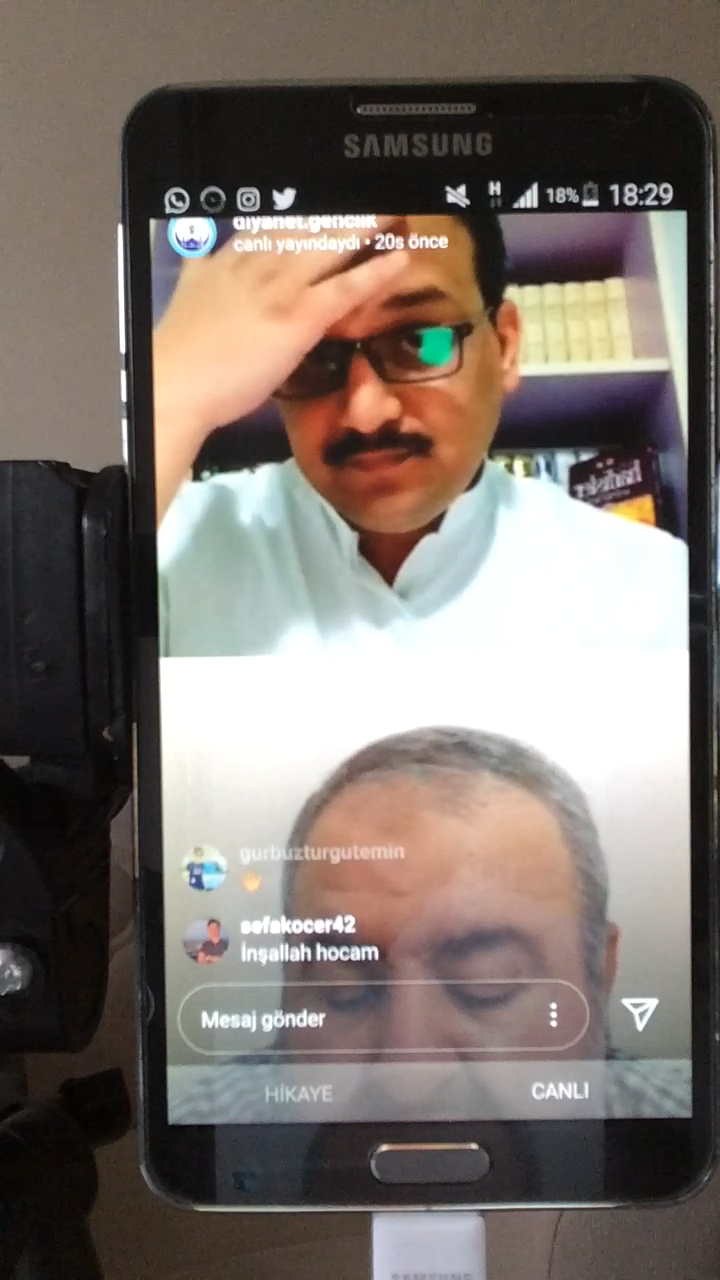 SAMSUNG
H 18% 18:29
diyanet.genclik
canlı yayındaydı • 20s önce
gurbuzturgutemin
sefakocer42
İnşallah hocam
Mesaj gönder
HİKAYE CANLI
SAMSUNG